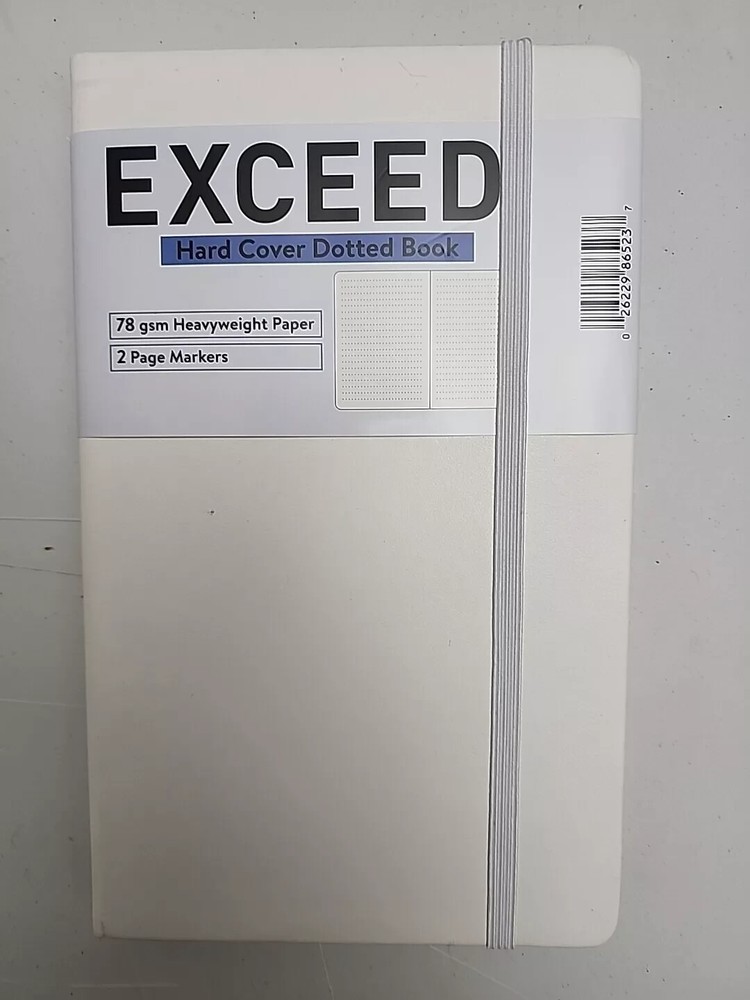 EXCEED
Hard Cover Dotted Book
78 gsm Heavyweight Paper
2 Page Markers
0 26229 86523 7